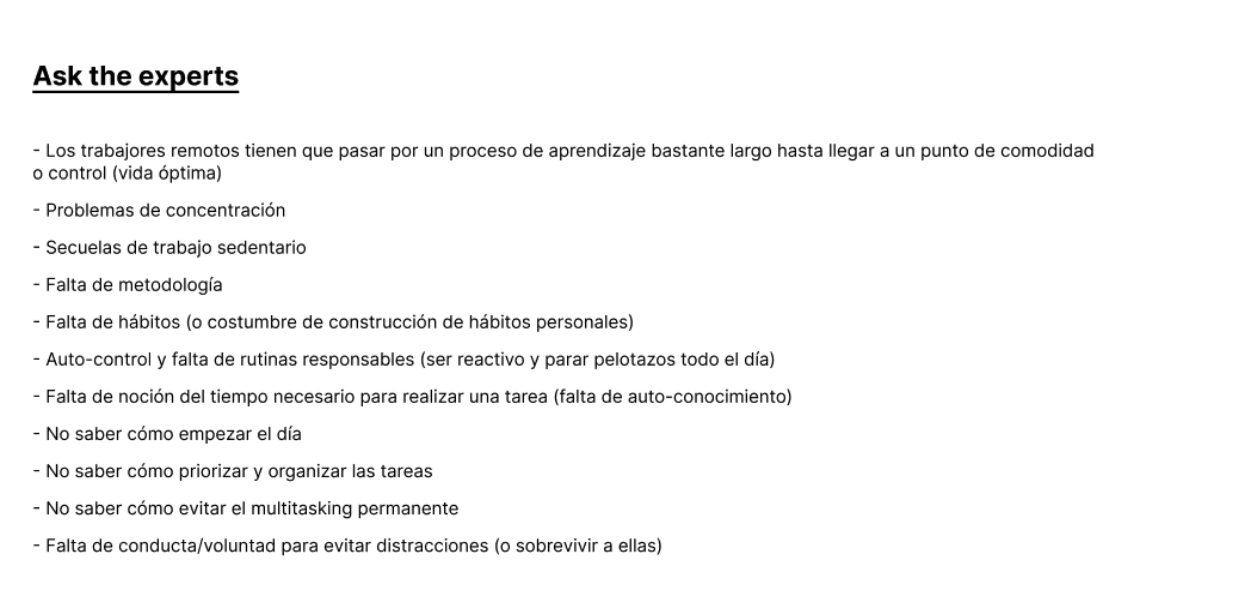 Ask the experts
- Los trabajores remotos tienen que pasar por un proceso de aprendizaje bastante largo hasta llegar a un punto de comodidad
o control (vida óptima)
- Problemas de concentración
- Secuelas de trabajo sedentario
- Falta de metodología
- Falta de hábitos (o costumbre de construcción de hábitos personales)
- Auto-control y falta de rutinas responsables (ser reactivo y parar pelotazos todo el día)
- Falta de noción del tiempo necesario para realizar una tarea (falta de auto-conocimiento)
- No saber cómo empezar el día
- No saber cómo priorizar y organizar las tareas
- No saber cómo evitar el multitasking permanente
- Falta de conducta/voluntad para evitar distracciones (o sobrevivir a ellas)